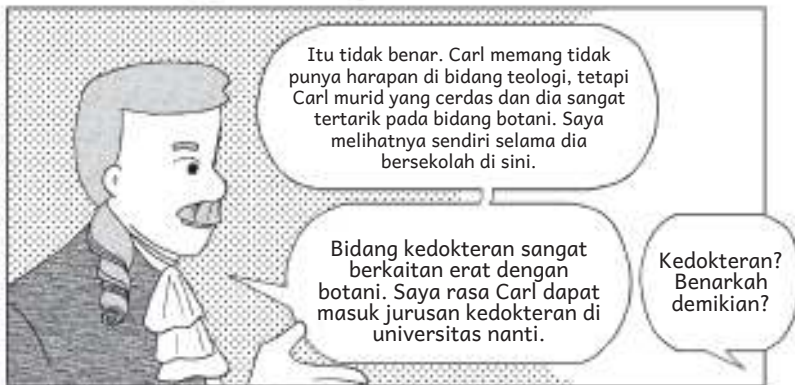 Itu tidak benar. Carl memang tidak
punya harapan di bidang teologi, tetapi
Carl murid yang cerdas dan dia sangat
tertarik pada bidang botani. Saya
melihatnya sendiri selama dia
bersekolah di sini.
Bidang kedokteran sangat
berkaitan erat dengan
botani. Saya rasa Carl dapat
masuk jurusan kedokteran di
universitas nanti.
Kedokteran?
Benarkah
demikian?